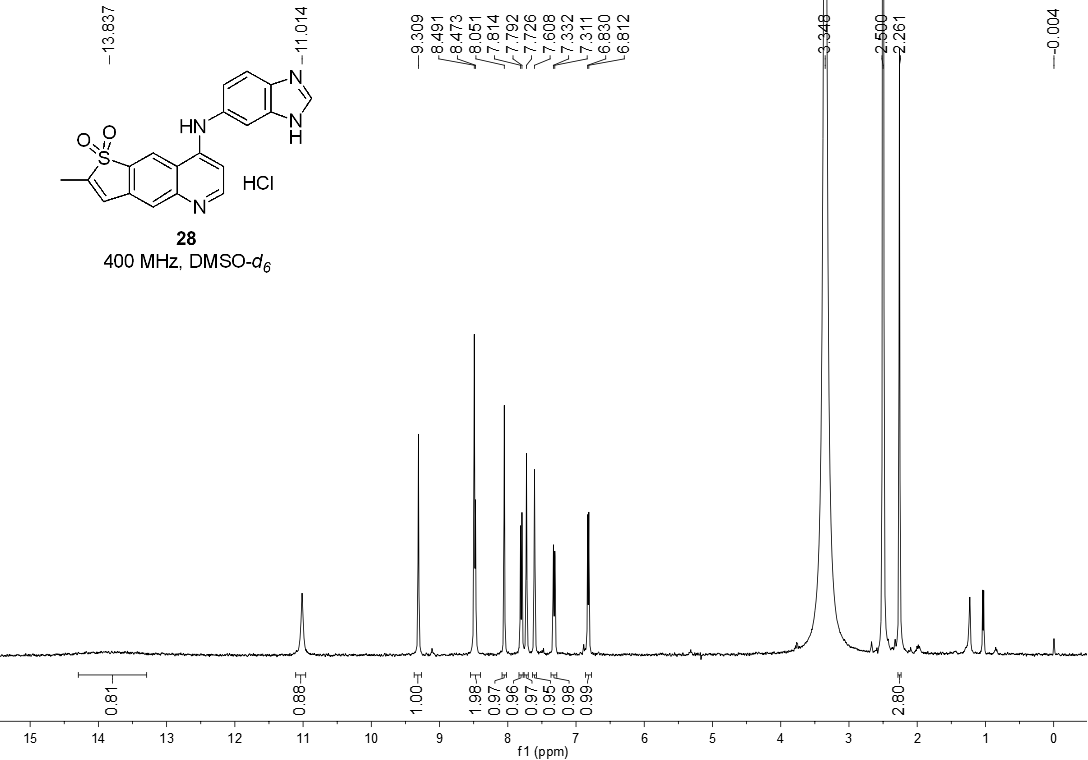 -13.837
-11.014
-9.309
8.491
8.473
8.051
7.814
7.792
7.726
7.608
7.332
7.311
6.830
6.812
3.348
2.500
2.261
-0.004
N
N
H
HN
O
O
S
N
HCl
28
400 MHz, DMSO-d6
0.81
0.88
1.00
1.98
0.97
0.96
0.97
0.95
0.98
0.99
2.80
15 14 13 12 11 10 9 8 7 6 5 4 3 2 1 0
f1 (ppm)